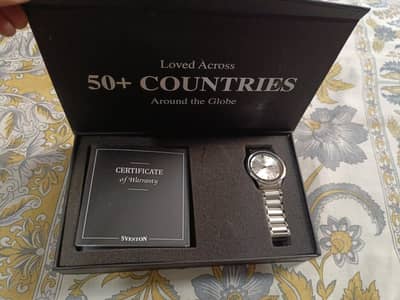 Loved Across
50+ COUNTRIES
Around the Globe
CERTIFICATE
of Warranty
SVESTON